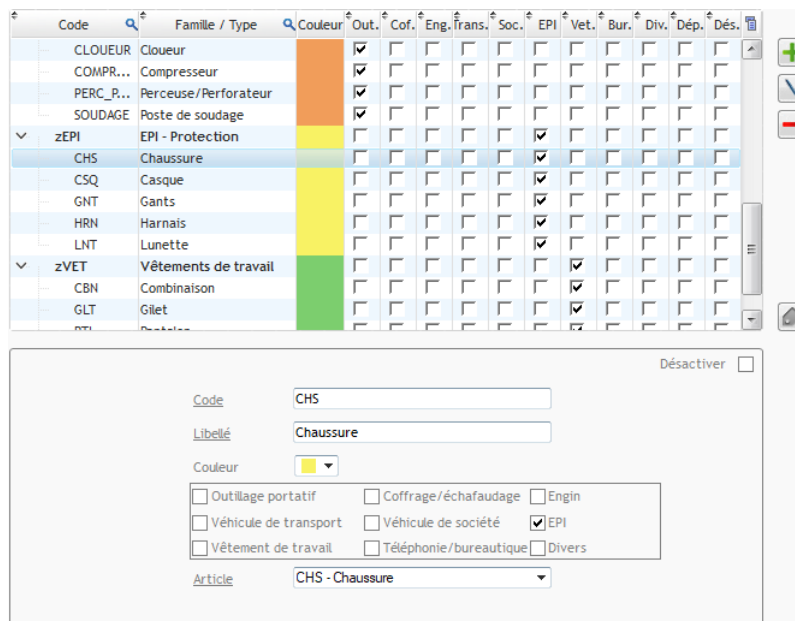 Code Famille / Type Couleur Out. Cof. Eng. Trans. Soc. EPI Vet. Bur. Div. Dép. Dés.
CLOUEUR Cloueur
COMPR... Compresseur
PERC_P... Perceuse/Perforateur
SOUDAGE Poste de soudage
zEPI EPI - Protection
CHS Chaussure
CSQ Casque
GNT Gants
HRN Harnais
LNT Lunette
zVET Vêtements de travail
CBN Combinaison
GLT Gilet
Désactiver
Code CHS
Libellé Chaussure
Couleur
Outillage portatif Coffrage/échafaudage Engin
Véhicule de transport Véhicule de société EPI
Vêtement de travail Téléphonie/bureautique Divers
Article CHS - Chaussure